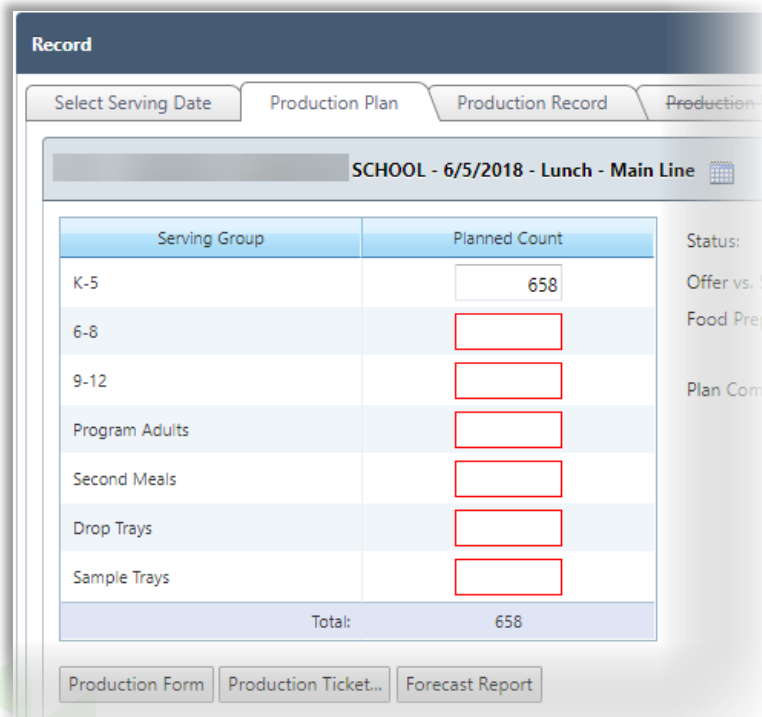 Record
Select Serving Date Production Plan Production Record Production
SCHOOL - 6/5/2018 - Lunch - Main Line
Serving Group Planned Count
K-5 658
6-8
9-12
Program Adults
Second Meals
Drop Trays
Sample Trays
Total: 658
Status:
Offer vs.
Food Prep
Plan Com
Production Form Production Ticket... Forecast Report